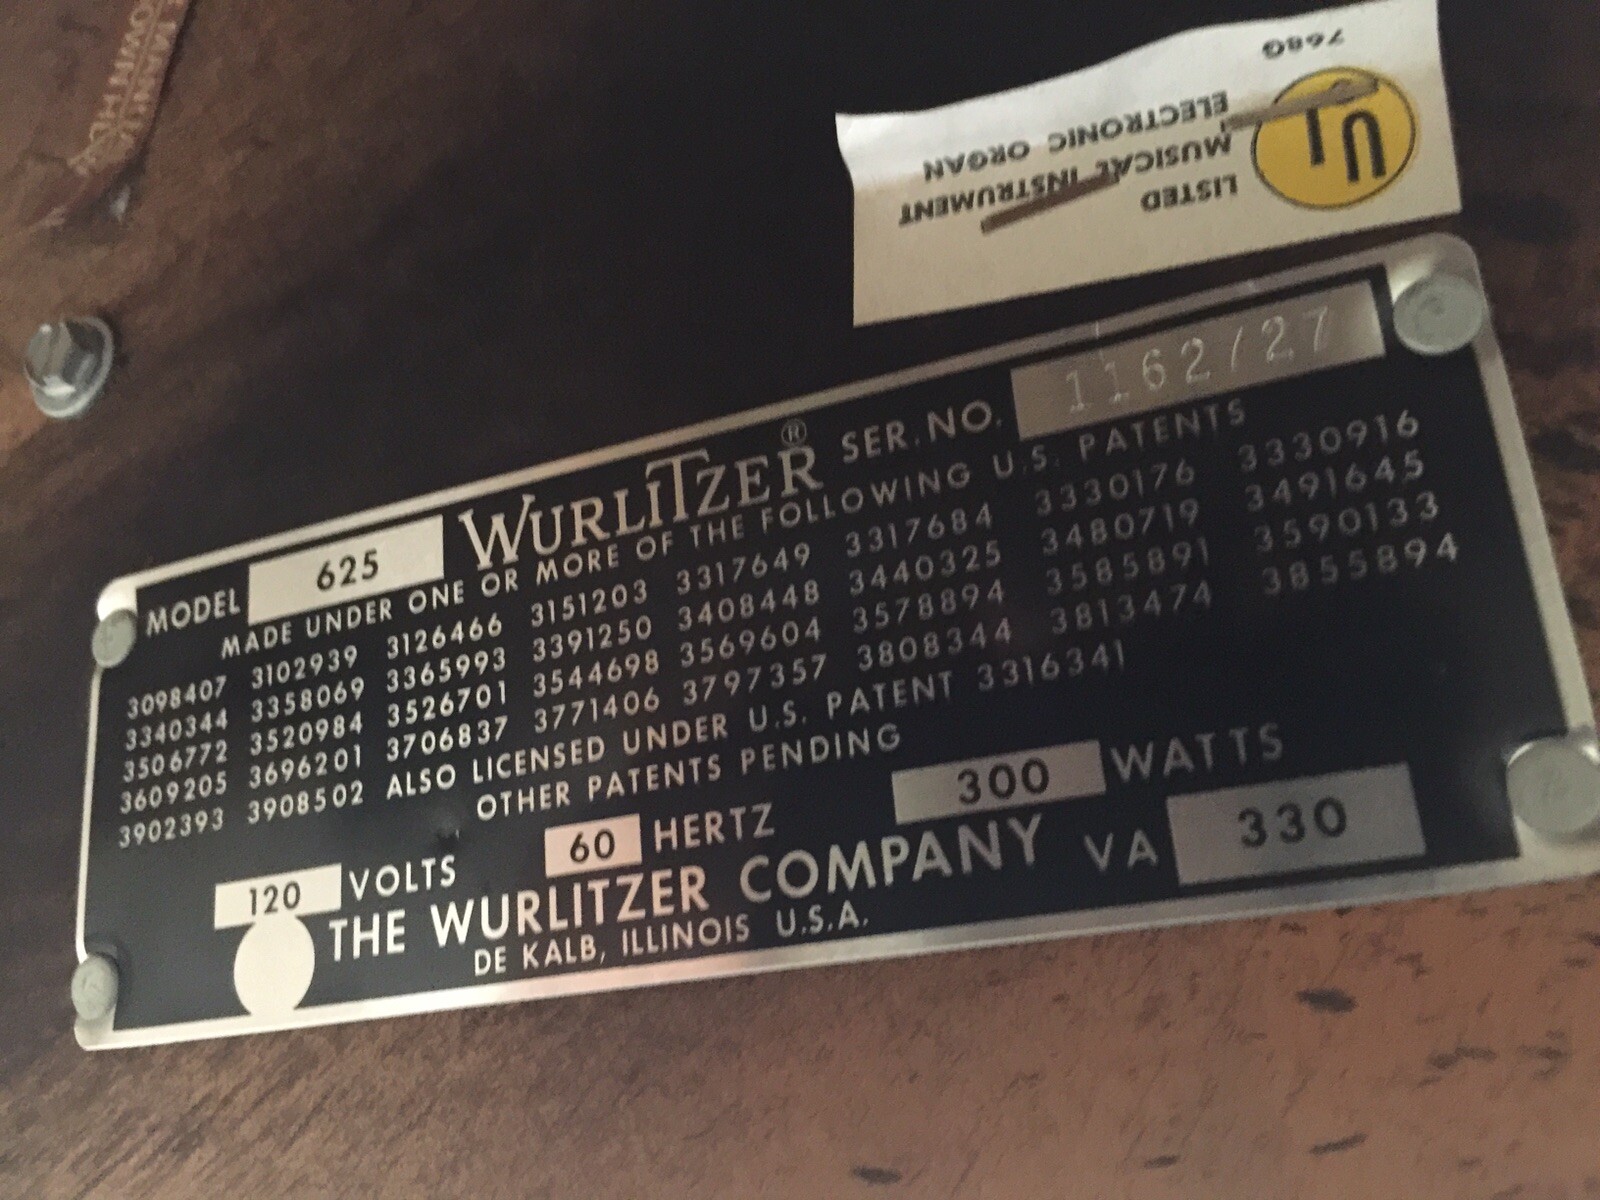 768G
UL
LISTED
MUSICAL INSTRUMENT
ELECTRONIC ORGAN
MODEL 625 WURLITZER ® SER. NO. 1162127
MADE UNDER ONE OR MORE OF THE FOLLOWING U.S. PATENTS
3098407 3102939 3126466 3151203 3317649 3317684 3330176 3330916
3340344 3358069 3365993 3391250 3408448 3440325 3480719 3491645
3506772 3520984 3526701 3544698 3569604 3578894 3585891 3590133
3609205 3696201 3706837 3771406 3797357 3808344 3813474 3855894
3902393 3908502 ALSO LICENSED UNDER U.S. PATENT 3316341
OTHER PATENTS PENDING
120 VOLTS 60 HERTZ 300 WATTS
THE WURLITZER COMPANY VA 330
DE KALB, ILLINOIS U.S.A.